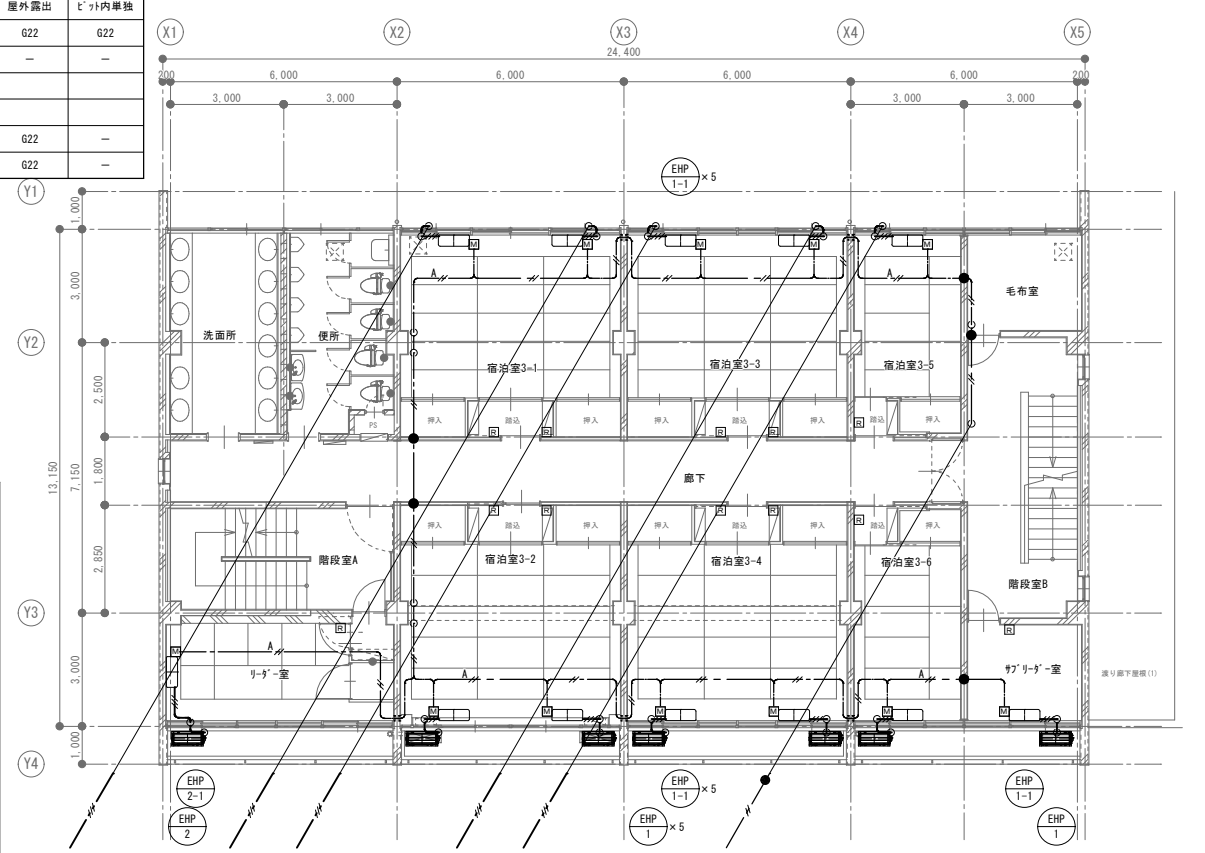 屋外露出 ピット内単独
G22 G22
— —
G22 —
G22 —
X1 X2 X3 X4 X5
24,400
200 6,000 6,000 6,000 6,000 200
3,000 3,000 3,000 3,000
EHP
1-1 ×5
Y1
1,000
M M M M M
A A
3,000
毛布室
洗面所 便所
Y2
宿泊室3-1 宿泊室3-3 宿泊室3-5
2,500
押入 踏込 押入 押入 踏込 押入 踏込 押入
PS
R R R R R
13,150
7,150
1,800
廊下
R R R R R
押入 踏込 押入 押入 踏込 押入 踏込 押入
2,850
階段室A 宿泊室3-2 宿泊室3-4 宿泊室3-6
階段室B
Y3
R R
M A
3,000
リーダー室 A A サブリーダー室
渡り廊下屋根(1)
M M M M M M
1,000
Y4
EHP
2-1
EHP
1-1 ×5
EHP
1-1
EHP
2
EHP
1 ×5
EHP
1